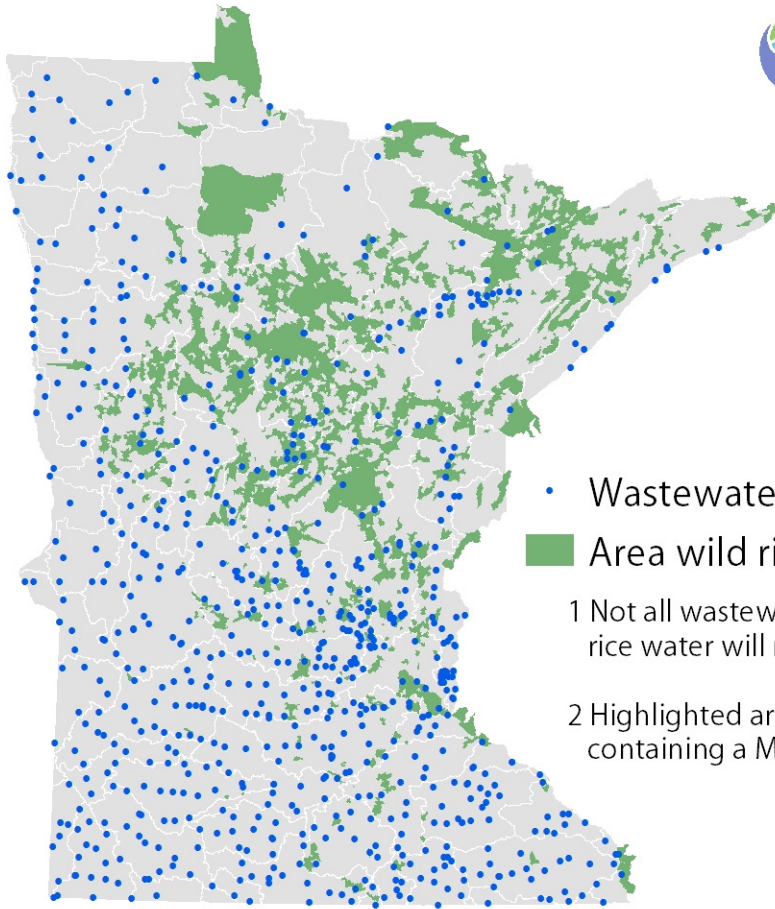 Wastewate
Area wild ri
1 Not all wastew
rice water will
2 Highlighted ar
containing a M